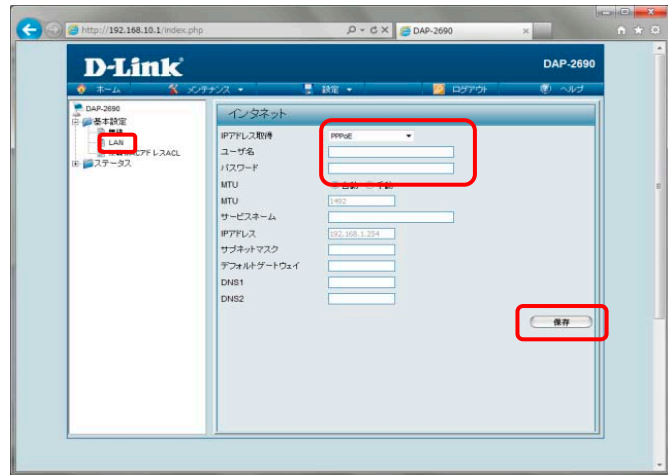 http://192.168.10.1/index.php
DAP-2690
D-Link
DAP-2690
ホーム
メンテナンス
設定
ログアウト
ヘルプ
DAP-2690
基本設定
LAN
ステータス
インタネット
IPアドレス取得 PPPoE
ユーザ名
パスワード
MTU 自動 手動
MTU 1492
サービスネーム
IPアドレス 192.168.1.254
サブネットマスク
デフォルトゲートウェイ
DNS1
DNS2
保存